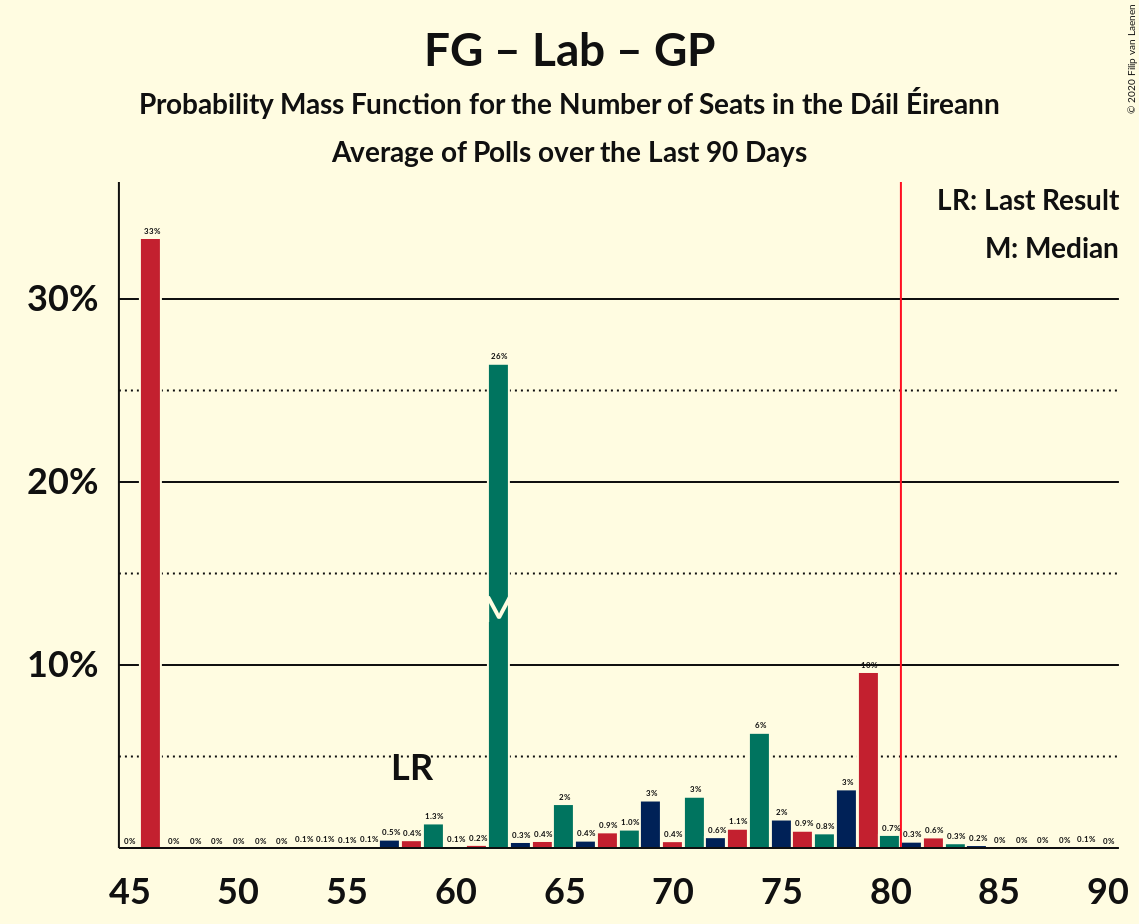 FG – Lab – GP
Probability Mass Function for the Number of Seats in the Dáil Éireann
Average of Polls over the Last 90 Days
© 2020 Filip van Laenen
LR: Last Result
M: Median
30%
20%
10%
0% 33% 0% 0% 0% 0% 0% 0% 0.1% 0.1% 0.1% 0.1% 0.5% 0.4% 1.3% 0.1% 0.2% 26% 0.3% 0.4% 2% 0.4% 0.9% 1.0% 3% 0.4% 3% 0.6% 1.1% 6% 2% 0.9% 0.8% 3% 10% 0.7% 0.3% 0.6% 0.3% 0.2% 0% 0% 0% 0% 0.1% 0%
LR
M
45 50 55 60 65 70 75 80 85 90